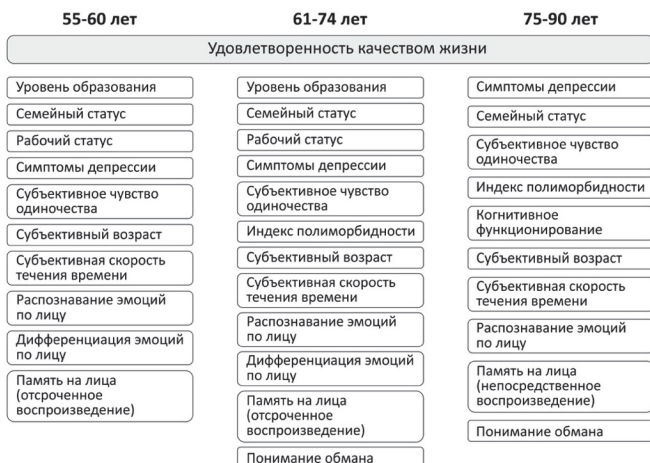 55-60 лет
61-74 лет
75-90 лет
Удовлетворенность качеством жизни
Уровень образования
Семейный статус
Рабочий статус
Симптомы депрессии
Субъективное чувство
одиночества
Субъективный возраст
Субъективная скорость
течения времени
Распознавание эмоций
по лицу
Дифференциация эмоций
по лицу
Память на лица
(отсроченное
воспроизведение)
Уровень образования
Семейный статус
Рабочий статус
Симптомы депрессии
Субъективное чувство
одиночества
Индекс полиморбидности
Субъективный возраст
Субъективная скорость
течения времени
Распознавание эмоций
по лицу
Дифференциация эмоций
по лицу
Память на лица
(отсроченное
воспроизведение)
Понимание обмана
Симптомы депрессии
Семейный статус
Субъективное чувство
одиночества
Индекс полиморбидности
Когнитивное
функционирование
Субъективный возраст
Субъективная скорость
течения времени
Распознавание эмоций
по лицу
Память на лица
(непосредственное
воспроизведение)
Понимание обмана